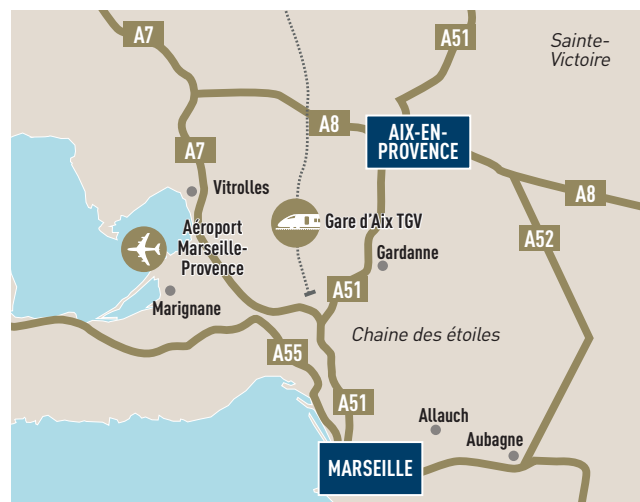 A7
A51
Sainte-
Victoire
A8
AIX-EN-
PROVENCE
A7
Vitrolles
A8
Gare d'Aix TGV
Aéroport
Marseille-
Provence
A52
Gardanne
Marignane
A51
Chaine des étoiles
A55
A51
Allauch
Aubagne
MARSEILLE